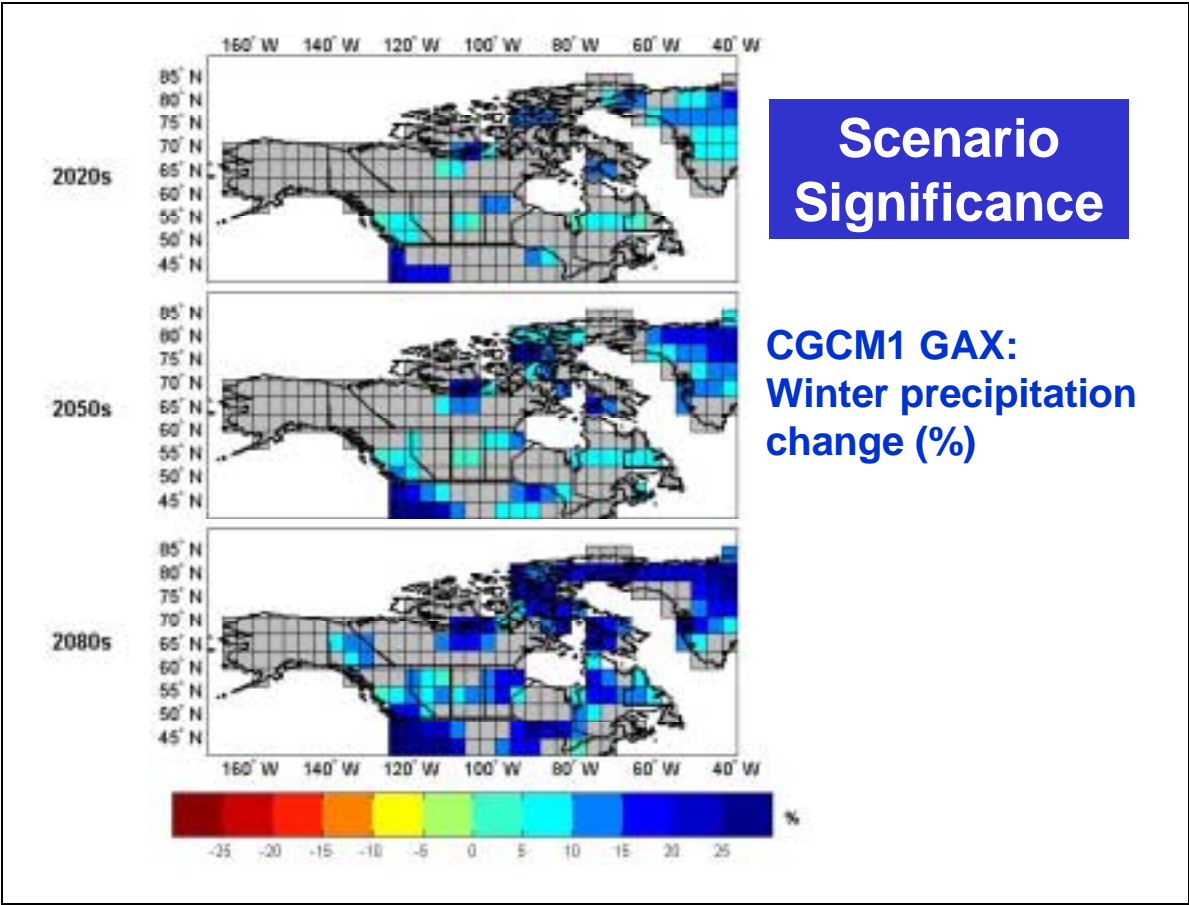 160° W 140° W 120° W 100° W 80° W 60° W 40° W
Scenario
Significance
2020s
85° N
80° N
75° N
70° N
65° N
60° N
55° N
50° N
45° N
CGCM1 GAX:
Winter precipitation
change (%)
2050s
85° N
80° N
75° N
70° N
65° N
60° N
55° N
50° N
45° N
2080s
85° N
80° N
75° N
70° N
65° N
60° N
55° N
50° N
45° N
160° W 140° W 120° W 100° W 80° W 60° W 40° W
%
-25 -20 -15 -10 -5 0 5 10 15 20 25